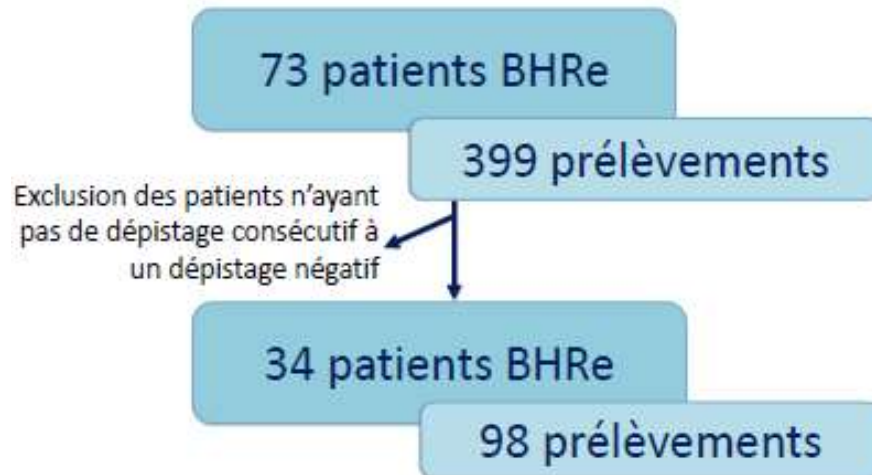 73 patients BHRe
399 prélèvements
Exclusion des patients n'ayant
pas de dépistage consécutif à
un dépistage négatif
34 patients BHRe
98 prélèvements